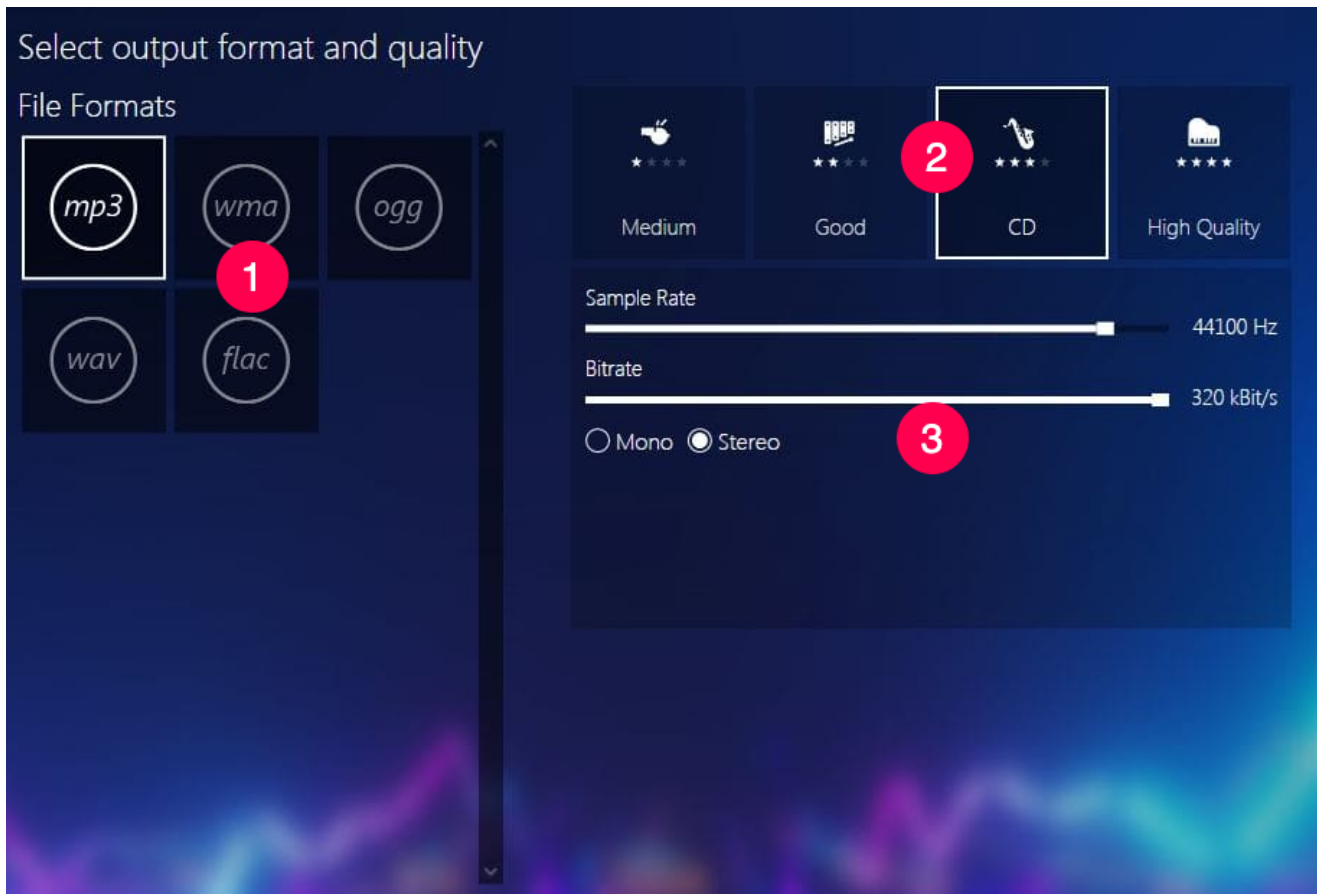 Select output format and quality
File Formats
mp3
wma
ogg
1
wav
flac
2
Medium
Good
CD
High Quality
Sample Rate
44100 Hz
Bitrate
320 kBit/s
Mono
Stereo
3